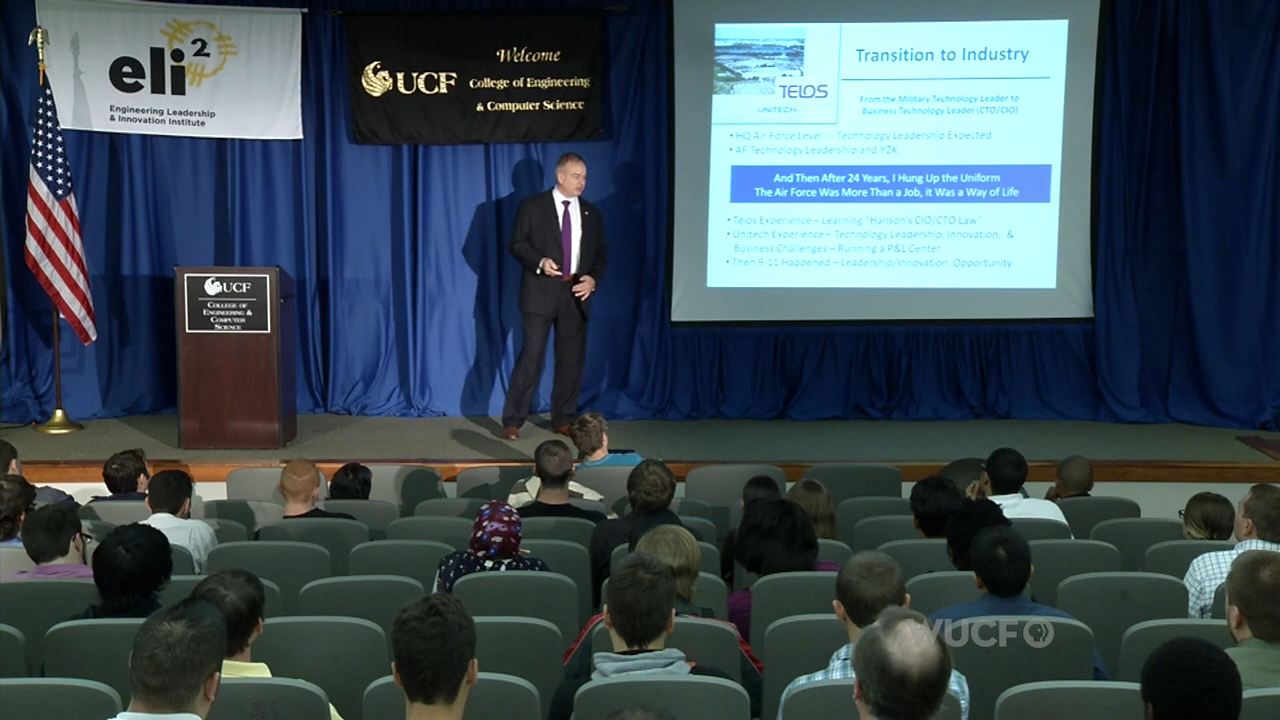 eli²
Engineering Leadership
& Innovation Institute
Welcome
UCF
College of Engineering
& Computer Science
TELOS
UNITECH
Transition to Industry
From the Military Technology Leader to
Business Technology Leader (CTO/CIO)
• HQ Air Force Level – Technology Leadership Expected
• AF Technology Leadership and Y2K
And Then After 24 Years, I Hung Up the Uniform
The Air Force Was More Than a Job, it Was a Way of Life
• Telos Experience – Learning "Hanson's CIO/CTO Law"
• Unitech Experience – Technology Leadership, Innovation, &
Business Challenges – Running a P&L Center
• Then 9-11 Happened – Leadership/Innovation Opportunity
UCF
College of
Engineering &
Computer
Science
WUCF PBS